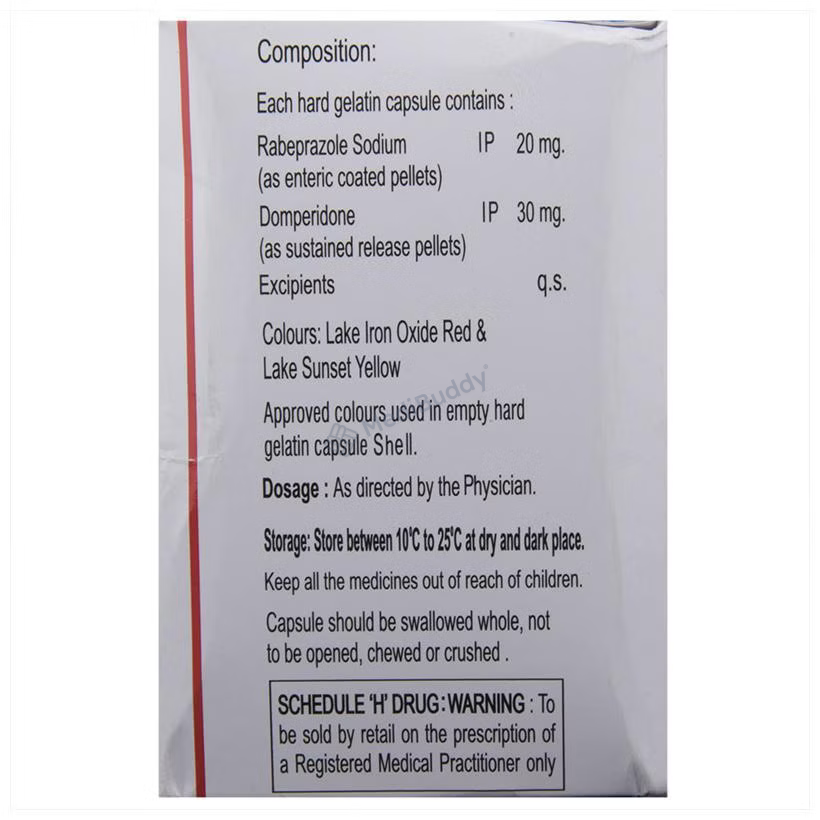 Composition:
Each hard gelatin capsule contains :
Rabeprazole Sodium IP 20 mg.
(as enteric coated pellets)
Domperidone IP 30 mg.
(as sustained release pellets)
Excipients q.s.
Colours: Lake Iron Oxide Red &
Lake Sunset Yellow
MediBuddy
Approved colours used in empty hard
gelatin capsule Shell.
Dosage : As directed by the Physician.
Storage: Store between 10°C to 25°C at dry and dark place.
Keep all the medicines out of reach of children.
Capsule should be swallowed whole, not
to be opened, chewed or crushed .
SCHEDULE 'H' DRUG: WARNING : To
be sold by retail on the prescription of
a Registered Medical Practitioner only